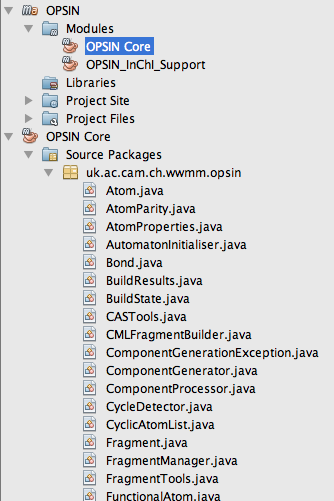 OPSIN
Modules
OPSIN Core
OPSIN_InChI_Support
Libraries
Project Site
Project Files
OPSIN Core
Source Packages
uk.ac.cam.ch.wwmm.opsin
Atom.java
AtomParity.java
AtomProperties.java
AutomatonInitialiser.java
Bond.java
BuildResults.java
BuildState.java
CASTools.java
CMLFragmentBuilder.java
ComponentGenerationException.java
ComponentGenerator.java
ComponentProcessor.java
CycleDetector.java
CyclicAtomList.java
Fragment.java
FragmentManager.java
FragmentTools.java
FunctionalAtom.java